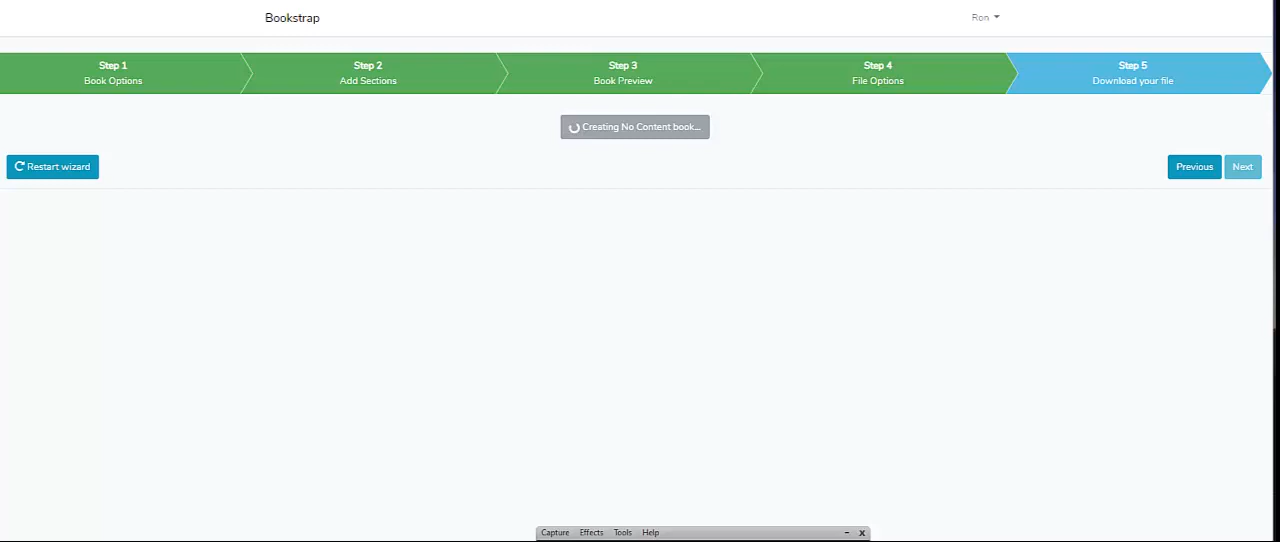 Bookstrap
Ron
Step 1
Book Options
Step 2
Add Sections
Step 3
Book Preview
Step 4
File Options
Step 5
Download your file
Creating No Content book...
Restart wizard
Previous
Next
Capture Effects Tools Help – X